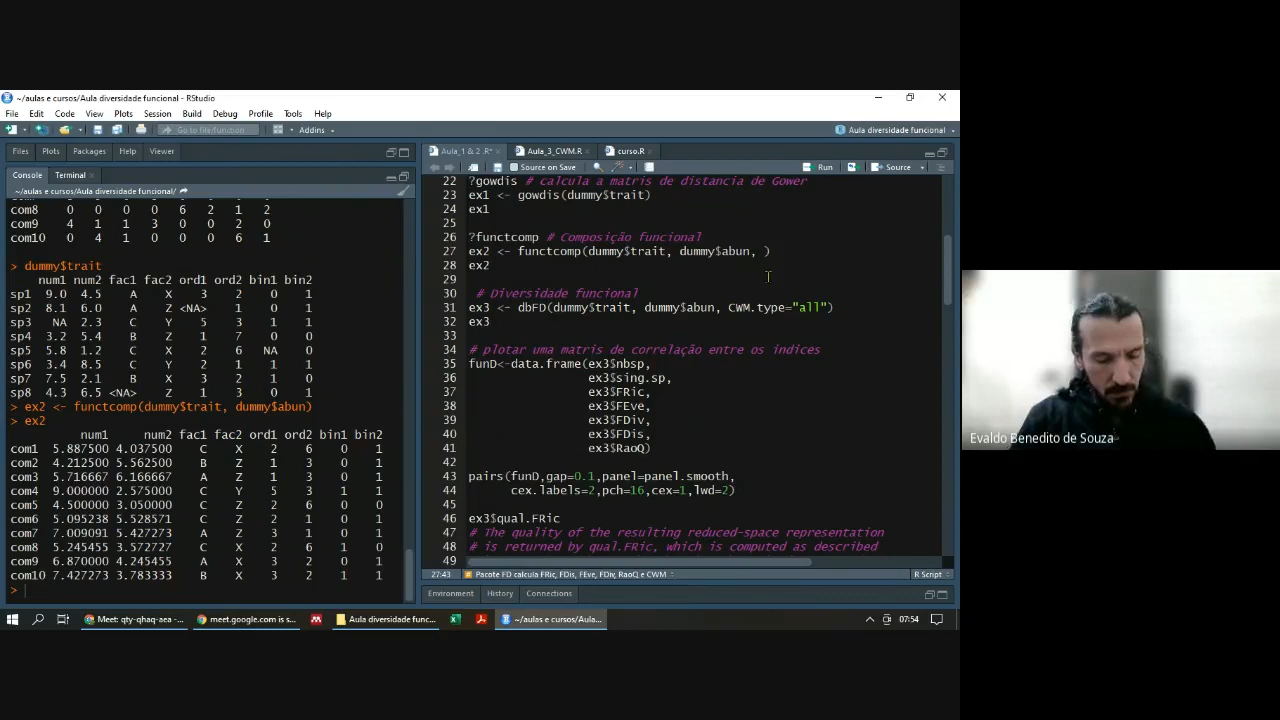 ~/aulas e cursos/Aula diversidade funcional - RStudio
File Edit Code View Plots Session Build Debug Profile Tools Help
Go to file/function Addins Aula diversidade funcional
Files Plots Packages Help Viewer
Console Terminal
~/aulas e cursos/Aula diversidade funcional/
com8 0 0 0 0 6 2 1 2
com9 4 1 1 3 0 0 2 0
com10 0 4 1 0 0 0 6 1
> dummy$trait
num1 num2 fac1 fac2 ord1 ord2 bin1 bin2
sp1 9.0 4.5 A X 3 2 0 1
sp2 8.1 6.0 A Z <NA> 1 0 1
sp3 NA 2.3 C Y 5 3 1 1
sp4 3.2 5.4 B Z 1 7 0 0
sp5 5.8 1.2 C X 2 6 NA 0
sp6 3.4 8.5 C Y 2 1 1 1
sp7 7.5 2.1 B X 3 2 1 0
sp8 4.3 6.5 <NA> Z 1 3 0 1
> ex2 <- functcomp(dummy$trait, dummy$abun)
> ex2
num1 num2 fac1 fac2 ord1 ord2 bin1 bin2
com1 5.887500 4.037500 C X 2 6 0 1
com2 4.212500 5.562500 B Z 1 3 0 1
com3 5.716667 6.166667 A Z 1 3 0 1
com4 9.000000 2.575000 C Y 5 3 1 1
com5 4.500000 3.050000 C Z 2 6 0 0
com6 5.095238 5.528571 C Z 2 1 0 1
com7 7.009091 5.427273 A Z 3 1 0 1
com8 5.245455 3.572727 C X 2 6 1 0
com9 6.870000 4.245455 A X 3 2 0 1
com10 7.427273 3.783333 B X 3 2 1 1
>
Aula_1 & 2 .R* Aula_3_CWM.R curso.R
Source on Save Run Source
22 ?gowdis # calcula a matris de distancia de Gower
23 ex1 <- gowdis(dummy$trait)
24 ex1
25
26 ?functcomp # Composição funcional
27 ex2 <- functcomp(dummy$trait, dummy$abun, )
28 ex2
29
30 # Diversidade funcional
31 ex3 <- dbFD(dummy$trait, dummy$abun, CWM.type="all")
32 ex3
33
34 # plotar uma matris de correlação entre os indices
35 funD<-data.frame(ex3$nbsp,
36 ex3$sing.sp,
37 ex3$FRic,
38 ex3$FEve,
39 ex3$FDiv,
40 ex3$FDis,
41 ex3$RaoQ)
42
43 pairs(funD,gap=0.1,panel=panel.smooth,
44 cex.labels=2,pch=16,cex=1,lwd=2)
45
46 ex3$qual.FRic
47 # The quality of the resulting reduced-space representation
48 # is returned by qual.FRic, which is computed as described
49
27:43 # Pacote FD calcula FRic, FDis, FEve, FDiv, RaoQ e CWM R Script
Environment History Connections
Meet: qty-qhaq-aea -... meet.google.com is s... Aula diversidade func... ~/aulas e cursos/Aula... 07:54
Evaldo Benedito de Souza